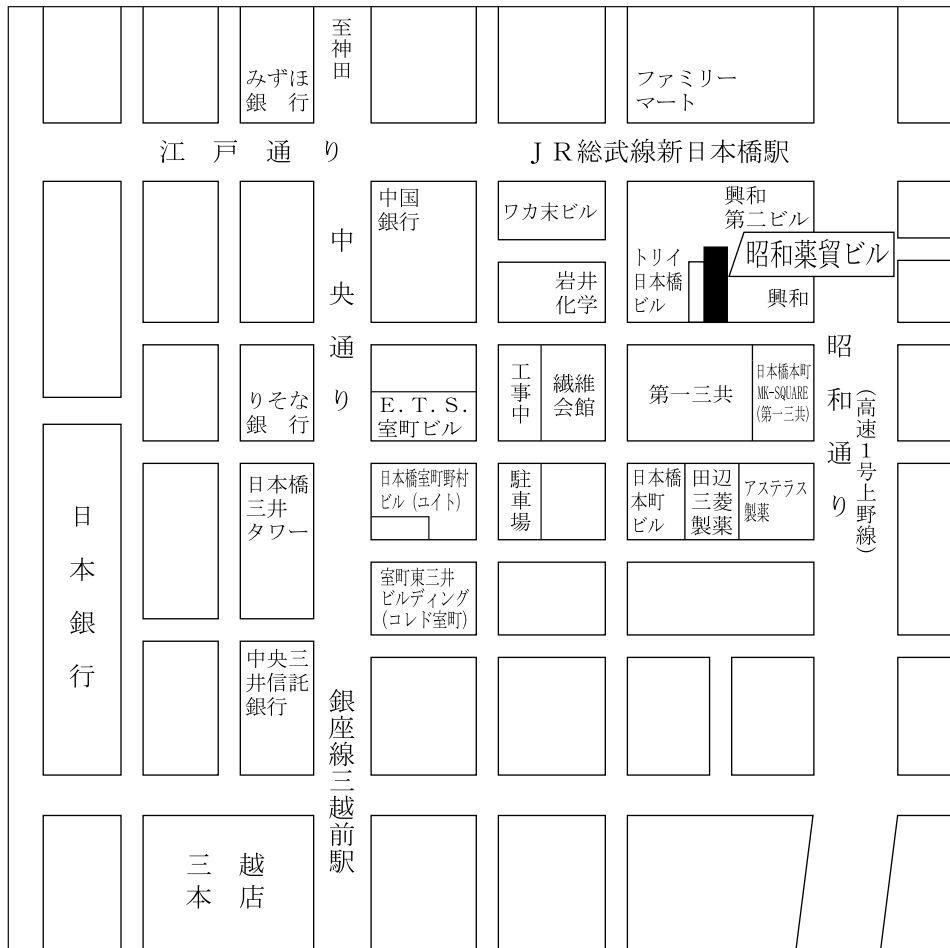 至神田
みずほ
銀　行
ファミリー
マート
江戸通り
ＪＲ総武線新日本橋駅
中国
銀行
ワカ末ビル
興和
第二ビル
昭和薬貿ビル
トリイ
日本橋
ビル
岩井
化学
興和
中央通り
りそな
銀　行
E．T．S．
室町ビル
工事中
繊維
会館
第一三共
日本橋本町
MK-SQUARE
(第一三共)
昭和通り
(高速１号上野線)
日本橋
三井
タワー
日本橋室町野村
ビル (ユイト)
駐車場
日本橋
本町
ビル
田辺
三菱
製薬
アステラス
製薬
日本銀行
室町東三井
ビルディング
(コレド室町)
中央三
井信託
銀行
銀座線三越前駅
三　越
本　店